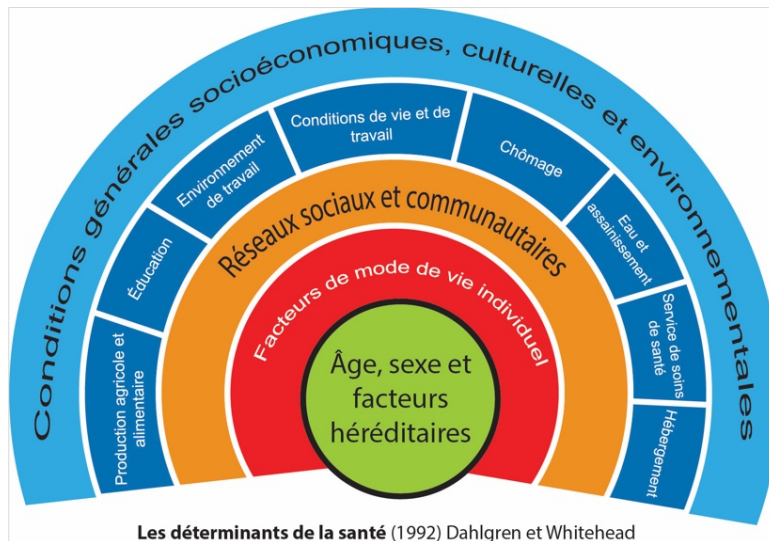 Conditions générales socioéconomiques, culturelles et environnementales
Production agricole et
alimentaire
Éducation
Environnement
de travail
Conditions de vie et de
travail
Chômage
Eau et
assainissement
Service de soins
de santé
Hébergement
Réseaux sociaux et communautaires
Facteurs de mode de vie individuel
Âge, sexe et
facteurs
héréditaires
Les déterminants de la santé (1992) Dahlgren et Whitehead